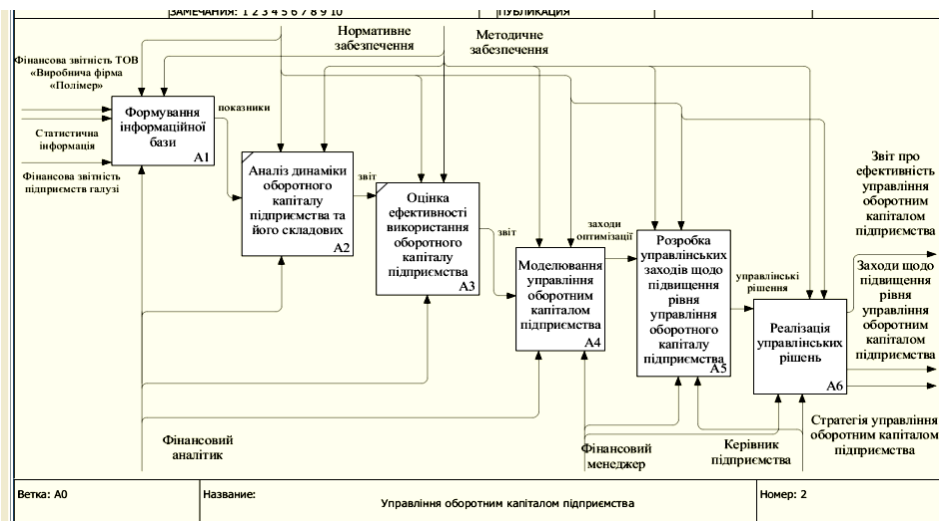 ЗАМЕЧАНИЯ: 1 2 3 4 5 6 7 8 9 10
ПУБЛИКАЦИЯ
Нормативне
забезпечення
Методичне
забезпечення
Фінансова звітність ТОВ
«Виробнича фірма
«Полімер»
Статистична
інформація
Фінансова звітність
підприємств галузі
Формування
інформаційної
бази
A1
показники
Аналіз динаміки
оборотного
капіталу
підприємства та
його складових
A2
звіт
Оцінка
ефективності
використання
оборотного
капіталу
підприємства
A3
звіт
Моделювання
управління
оборотним
капіталом
підприємства
A4
заходи
оптимізації
Розробка
управлінських
заходів щодо
підвищення
рівня
управління
оборотного
капіталу
підприємства
A5
управлінські
рішення
Реалізація
управлінських
рішень
A6
Звіт про
ефективність
управління
оборотним
капіталом
підприємства
Заходи щодо
підвищення
рівня
управління
оборотним
капіталом
підприємства
Стратегія управління
оборотним капіталом
підприємства
Фінансовий
аналітик
Фінансовий
менеджер
Керівник
підприємства
Ветка: A0
Название:
Управління оборотним капіталом підприємства
Номер: 2